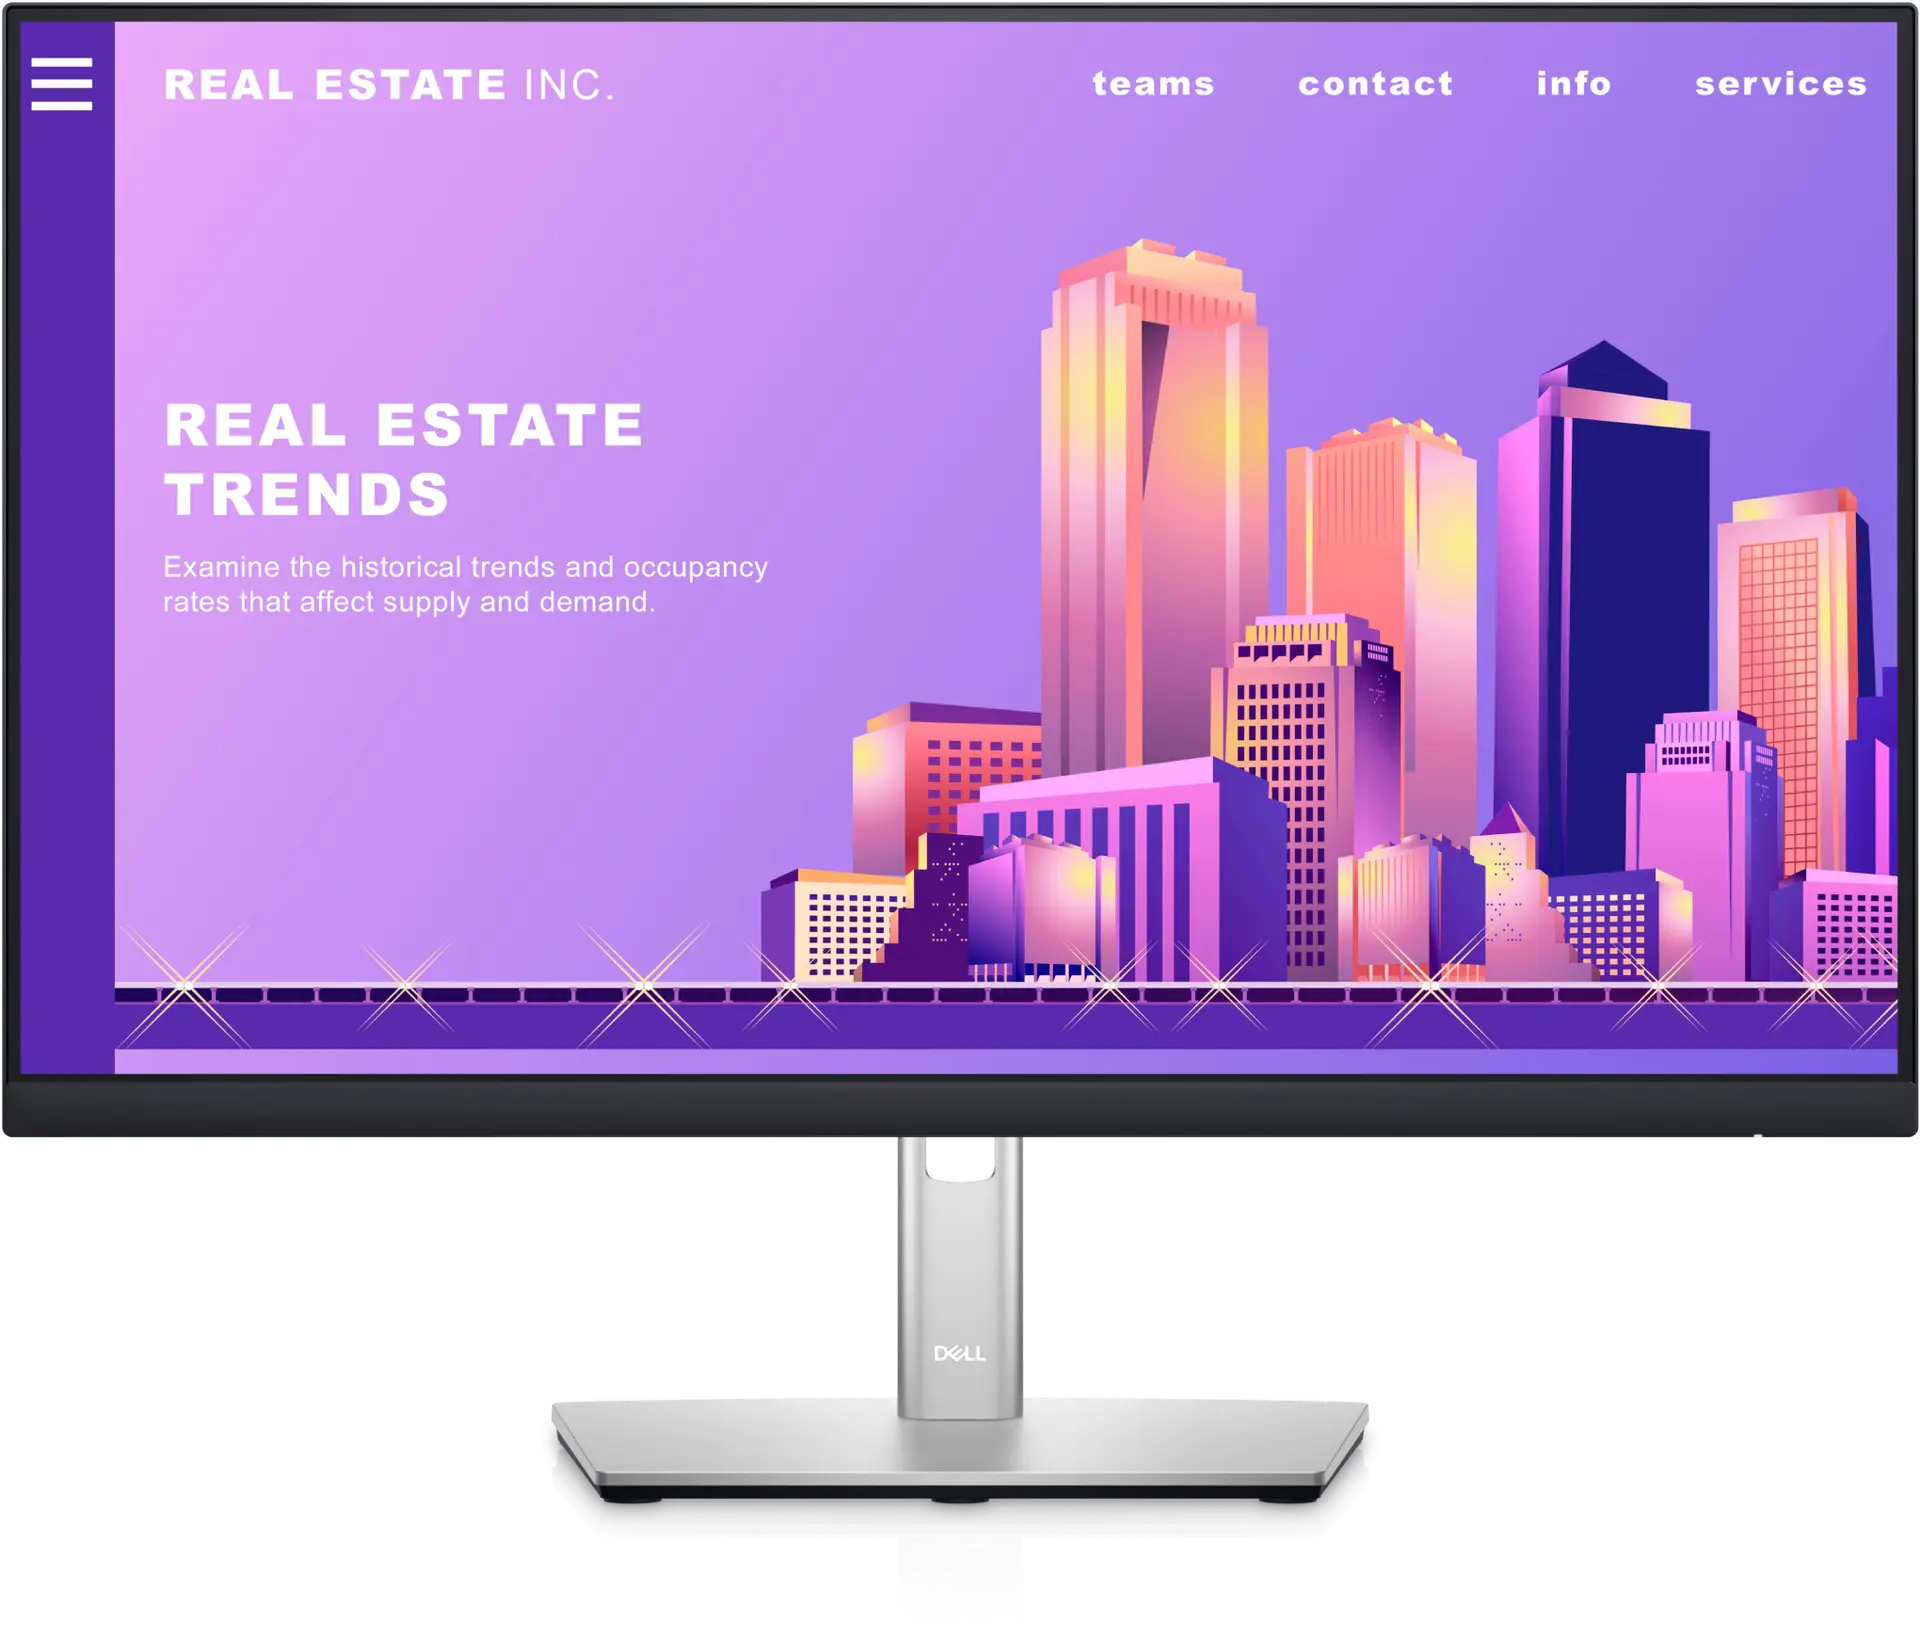 REAL ESTATE INC.
teams contact info services
REAL ESTATE
TRENDS
Examine the historical trends and occupancy
rates that affect supply and demand.
DELL